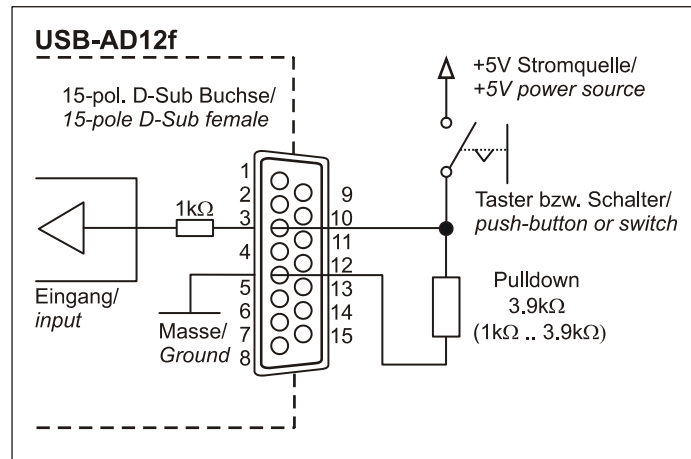 USB-AD12f
15-pol. D-Sub Buchse/
15-pole D-Sub female
+5V Stromquelle/
+5V power source
1
2
3
4
5
6
7
8
9
10
11
12
13
14
15
1kΩ
Taster bzw. Schalter/
push-button or switch
Eingang/
input
Masse/
Ground
Pulldown
3.9kΩ
(1kΩ .. 3.9kΩ)